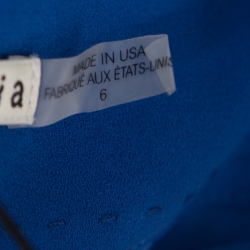 MADE IN USA
FABRIQUÉ AUX ÉTATS-UNIS
6